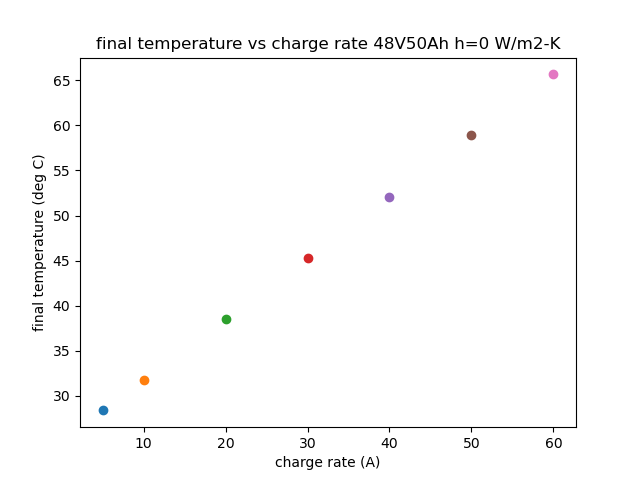 final temperature vs charge rate 48V50Ah h=0 W/m2-K
65
60
55
50
45
40
35
30
final temperature (deg C)
10 20 30 40 50 60
charge rate (A)